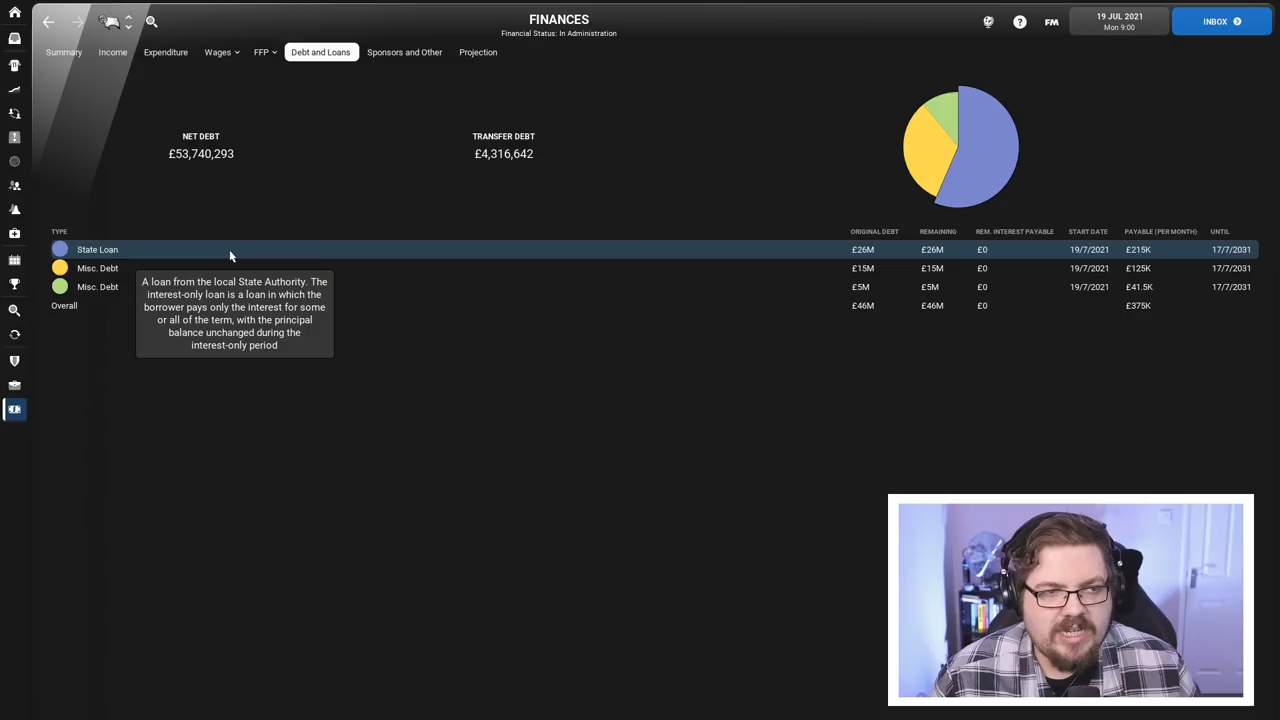 FINANCES
Financial Status: In Administration
FM
19 JUL 2021
Mon 9:00
INBOX
Summary
Income
Expenditure
Wages
FFP
Debt and Loans
Sponsors and Other
Projection
NET DEBT
£53,740,293
TRANSFER DEBT
£4,316,642
TYPE ORIGINAL DEBT REMAINING REM. INTEREST PAYABLE START DATE PAYABLE (PER MONTH) UNTIL
State Loan £26M £26M £0 19/7/2021 £215K 17/7/2031
Misc. Debt £15M £15M £0 19/7/2021 £125K 17/7/2031
Misc. Debt £5M £5M £0 19/7/2021 £41.5K 17/7/2031
Overall £46M £46M £0 £375K
A loan from the local State Authority. The
interest-only loan is a loan in which the
borrower pays only the interest for some
or all of the term, with the principal
balance unchanged during the
interest-only period